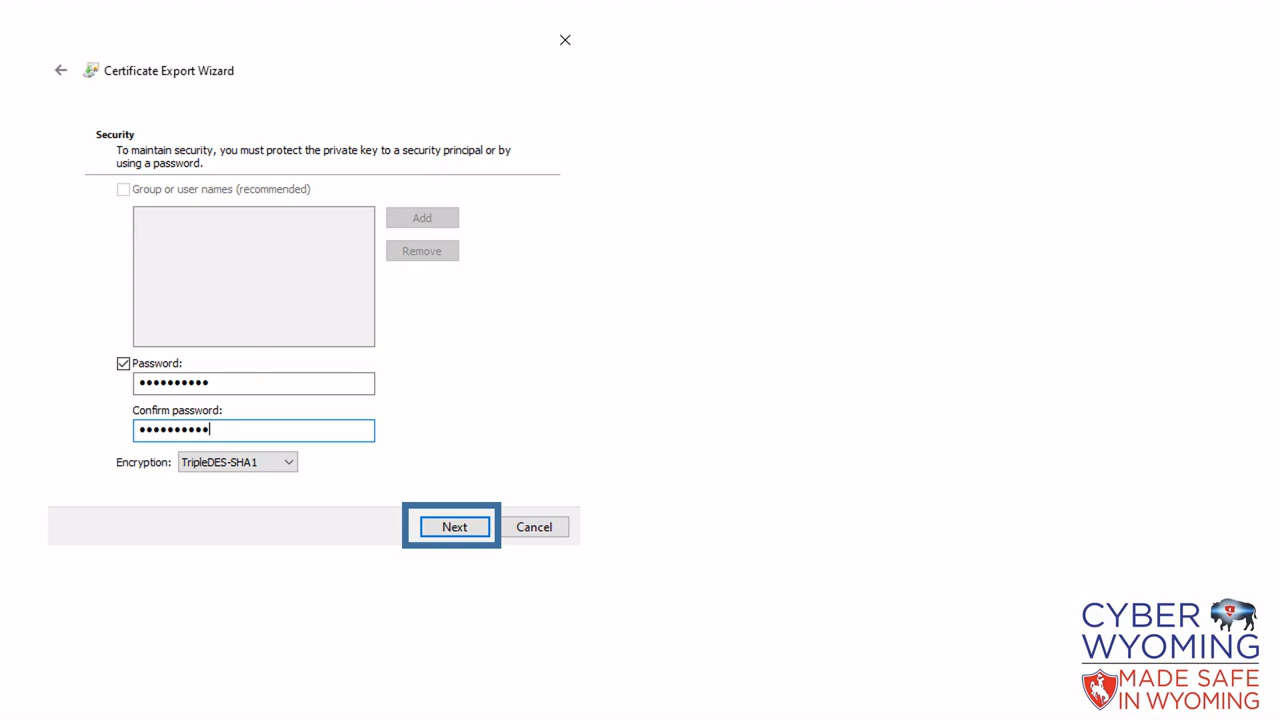 Certificate Export Wizard
Security
To maintain security, you must protect the private key to a security principal or by
using a password.
Group or user names (recommended)
Add
Remove
Password:
••••••••••
Confirm password:
••••••••••
Encryption: TripleDES-SHA1
Next Cancel
CYBER
WYOMING
MADE SAFE
IN WYOMING